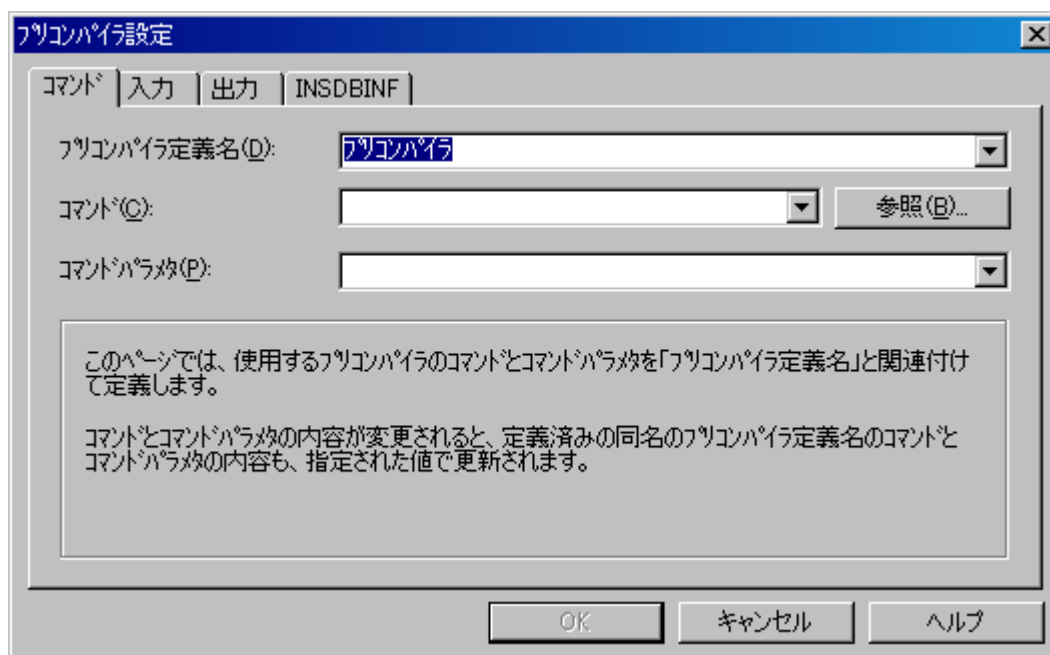 プリコンパイラ設定
コマンド 入力 出力 INSDBINF
プリコンパイラ定義名(D): プリコンパイラ
コマンド(C): 参照(B)...
コマンドパラメタ(P):
このページでは、使用するプリコンパイラのコマンドとコマンドパラメタを「プリコンパイラ定義名」と関連付け
て定義します。
コマンドとコマンドパラメタの内容が変更されると、定義済みの同名のプリコンパイラ定義名のコマンドと
コマンドパラメタの内容も、指定された値で更新されます。
OK キャンセル ヘルプ